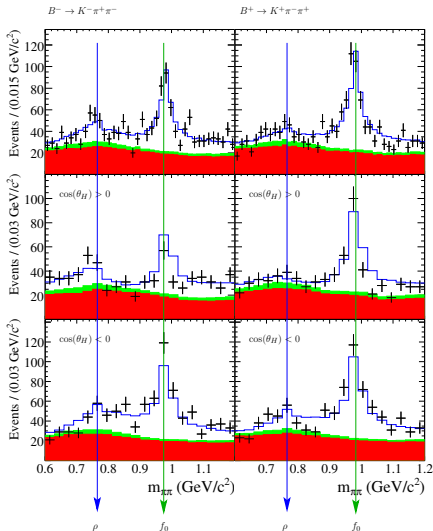 B⁻ → K⁻π⁺π⁻ B⁺ → K⁺π⁺π⁻
Events / (0.015 GeV/c²)
120
100
80
60
40
20
Events / (0.03 GeV/c²)
cos(θ_H) > 0 cos(θ_H) > 0
100
80
60
40
20
Events / (0.03 GeV/c²)
cos(θ_H) < 0 cos(θ_H) < 0
120
100
80
60
40
20
0
0.6 0.7 0.8 0.9 1 1.1 0.7 0.8 0.9 1 1.1 1.2
m_ππ (GeV/c²) m_ππ (GeV/c²)
ρ f₀ ρ f₀